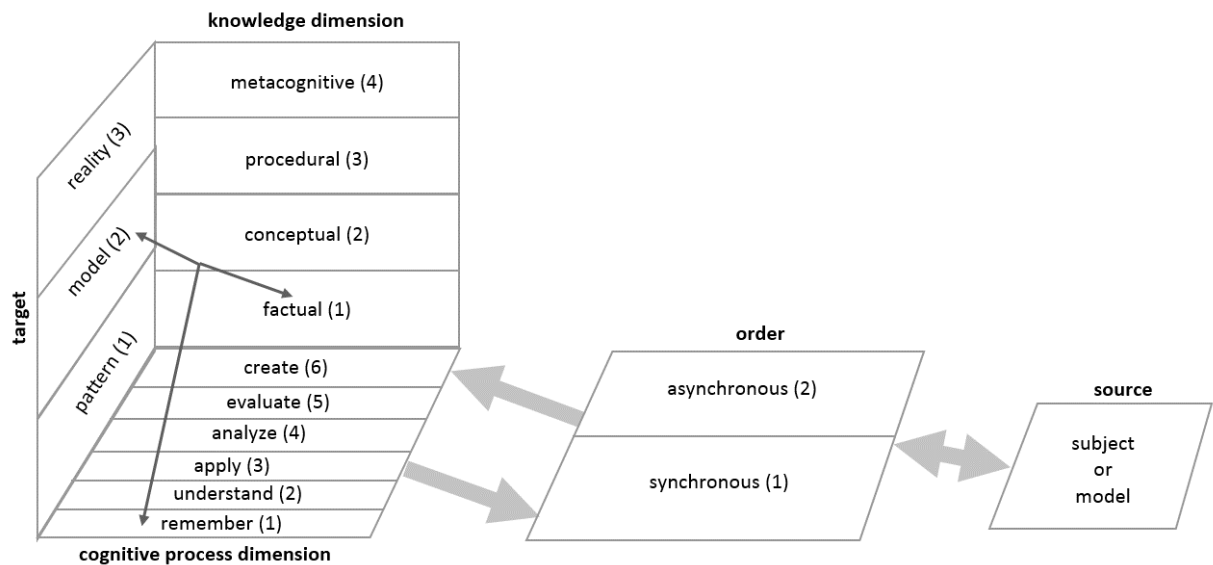 knowledge dimension
metacognitive (4)
procedural (3)
conceptual (2)
factual (1)
target
reality (3)
model (2)
pattern (1)
create (6)
evaluate (5)
analyze (4)
apply (3)
understand (2)
remember (1)
cognitive process dimension
order
asynchronous (2)
synchronous (1)
source
subject
or
model